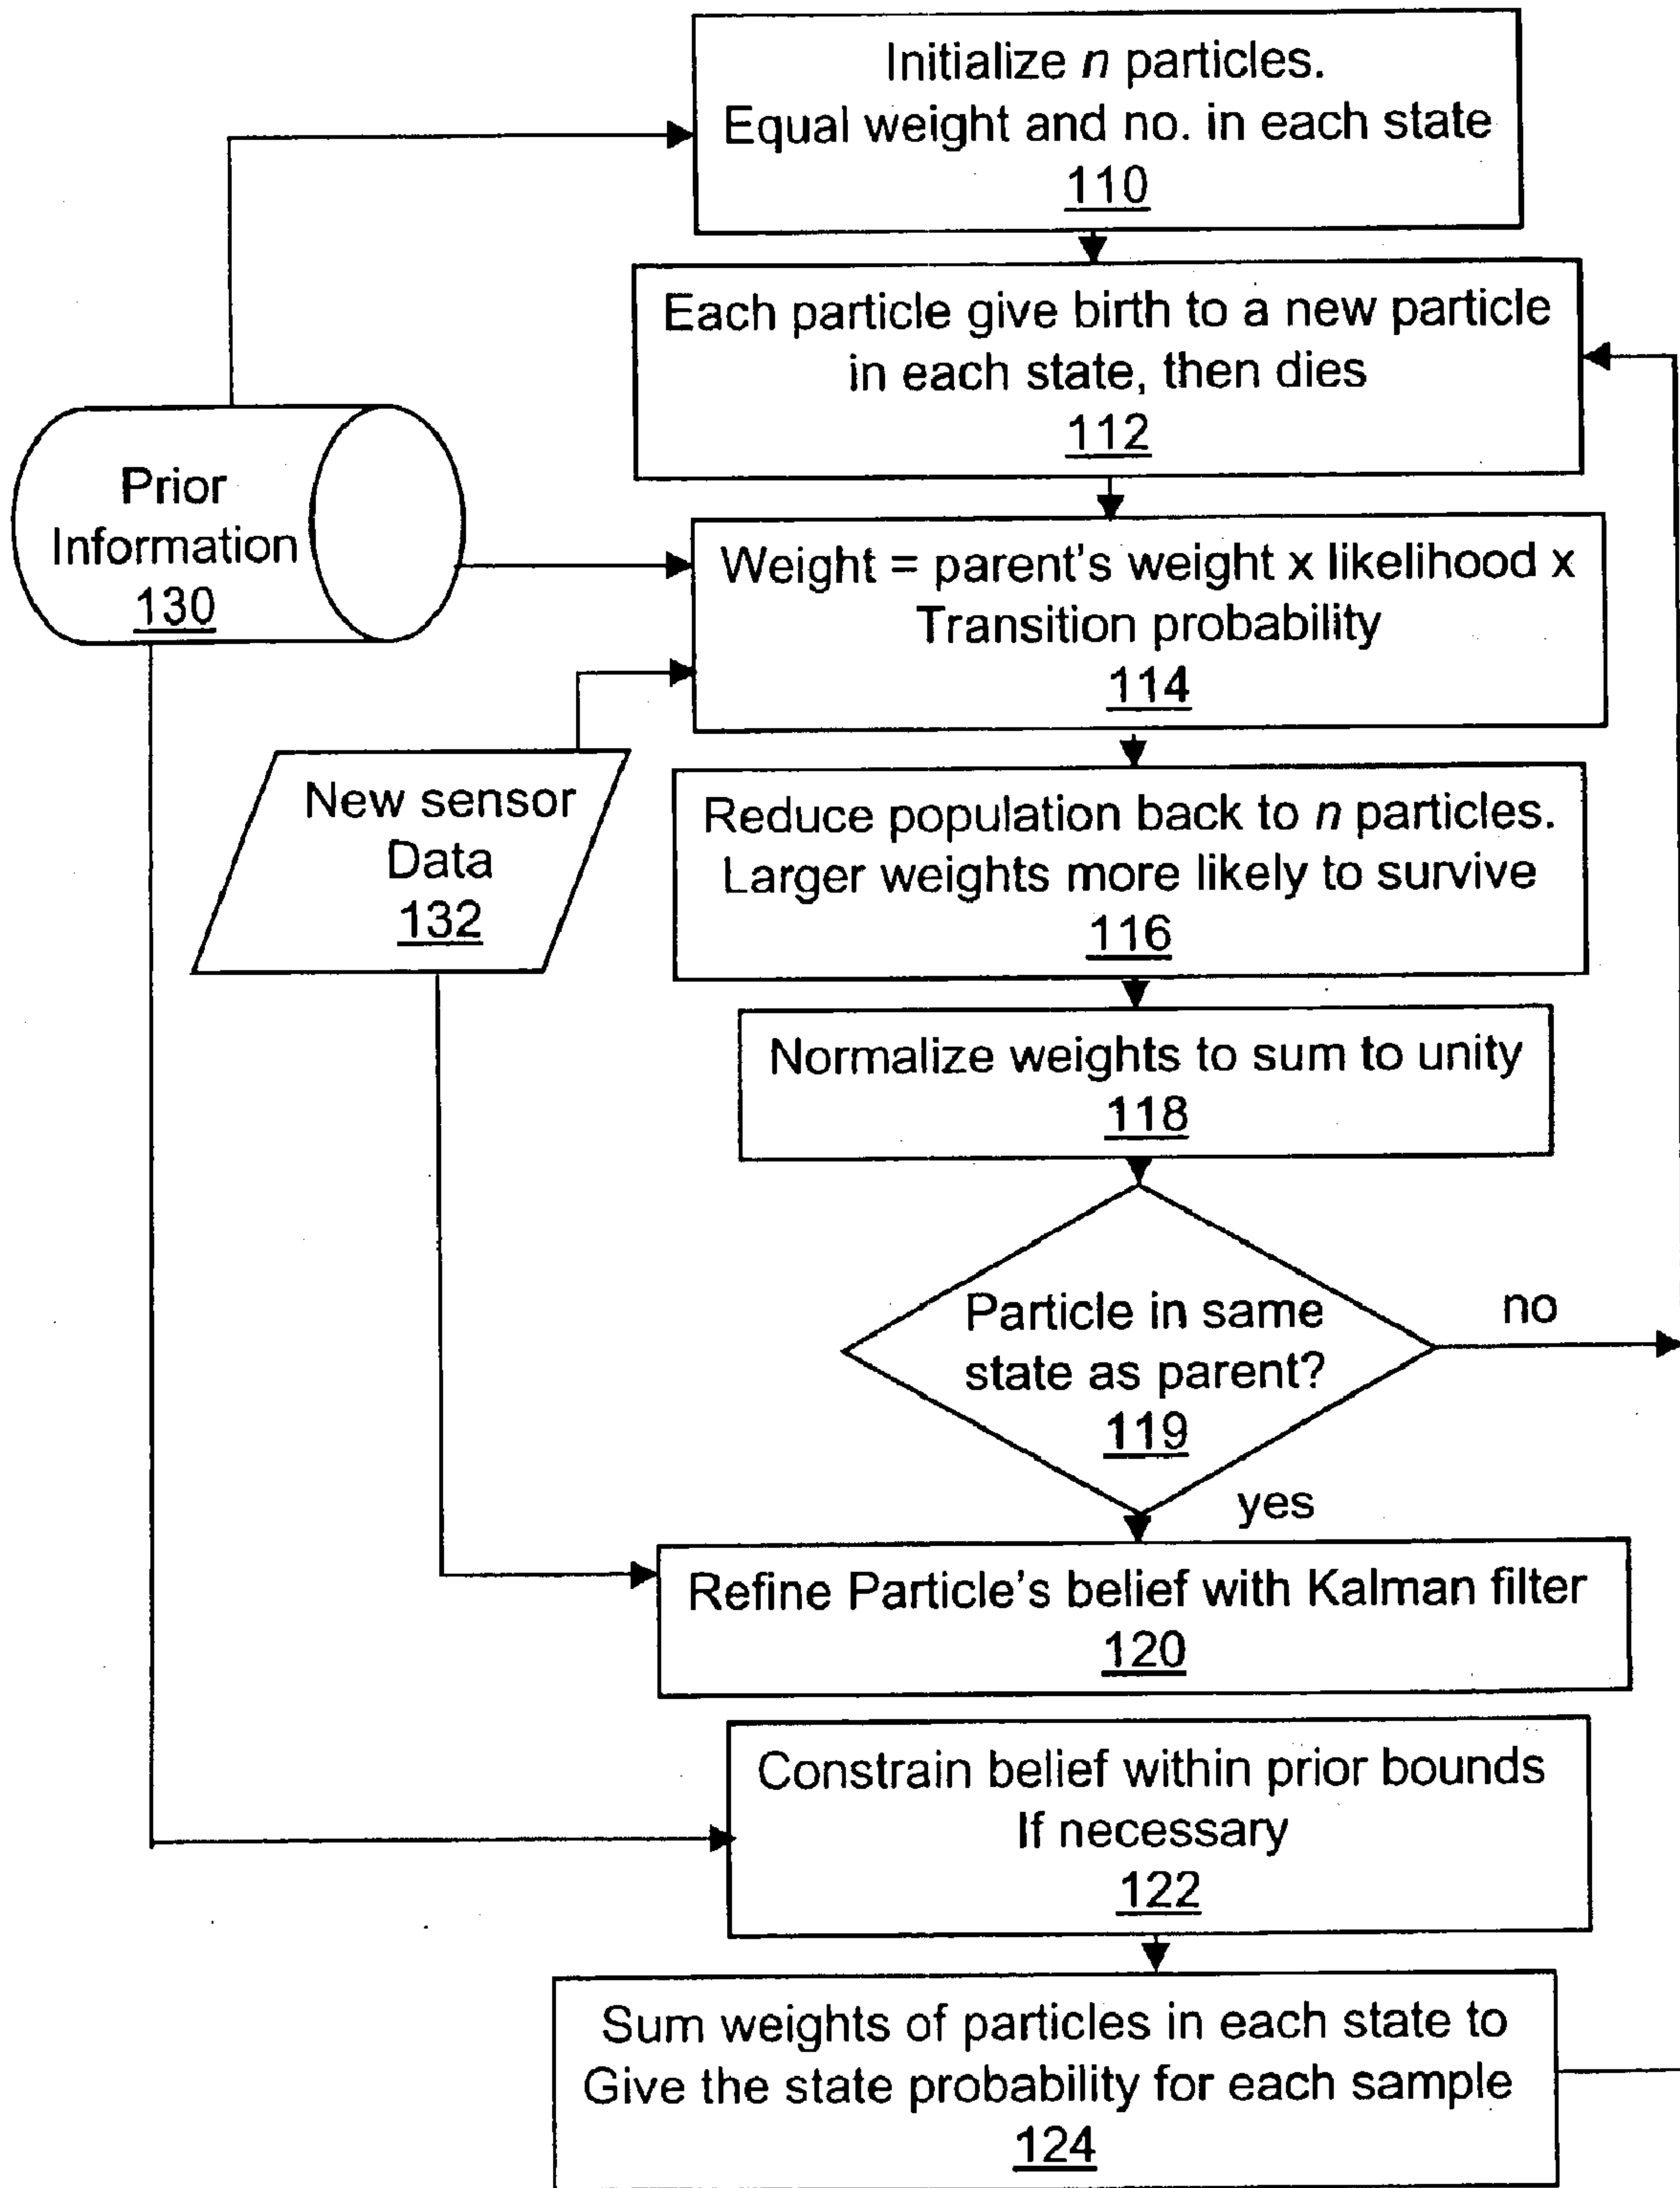 Initialize n particles.
Equal weight and no. in each state
110
Each particle give birth to a new particle
in each state, then dies
112
Prior
Information
130
Weight = parent's weight x likelihood x
Transition probability
114
New sensor
Data
132
Reduce population back to n particles.
Larger weights more likely to survive
116
Normalize weights to sum to unity
118
Particle in same
state as parent?
119
no
yes
Refine Particle's belief with Kalman filter
120
Constrain belief within prior bounds
If necessary
122
Sum weights of particles in each state to
Give the state probability for each sample
124